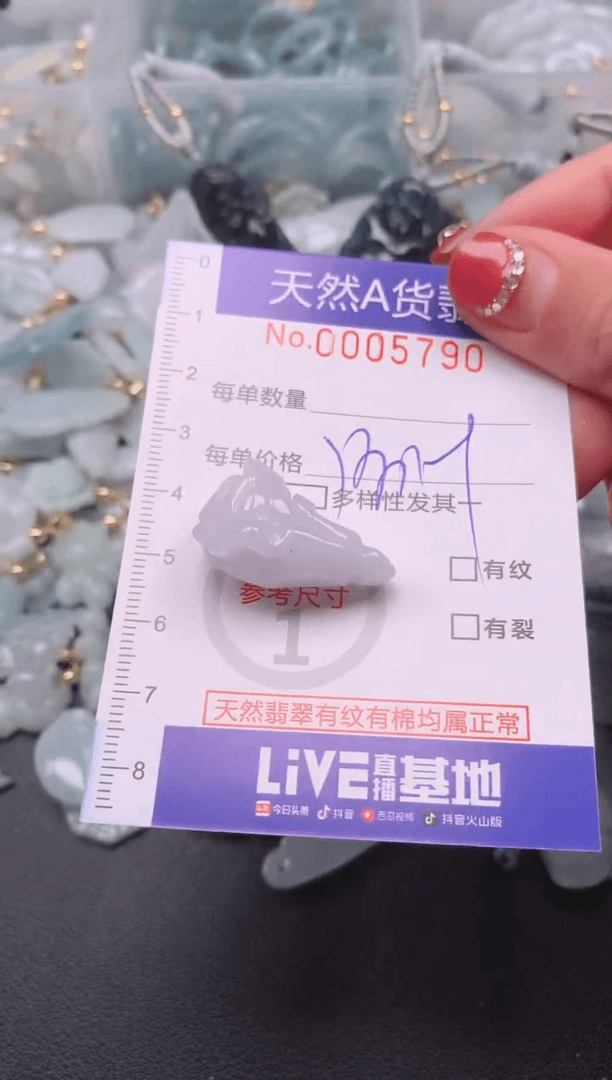 0
天然A货
No.0005790
1
2
每单数量
3
每单价格
4
多样性发其一
5
有纹
参考尺寸
1
6
有裂
7
天然翡翠有纹有棉均属正常
8
LiVE直播基地
今日头条 抖音 西瓜视频 抖音火山版